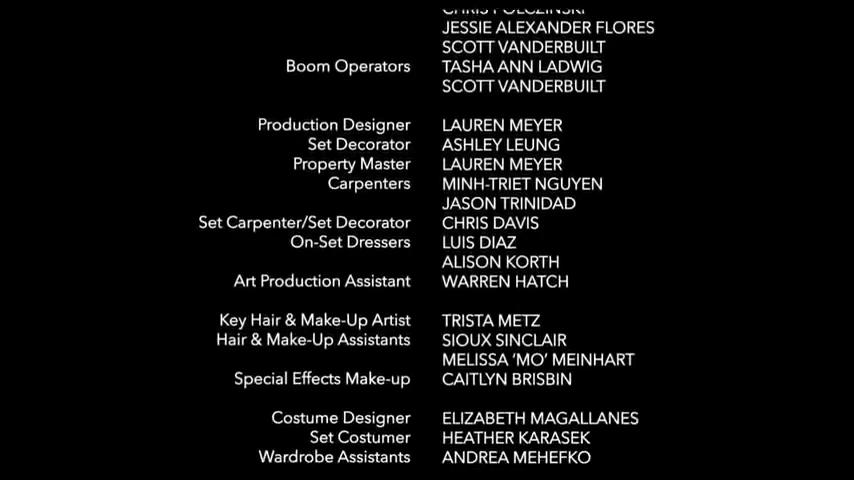 JESSIE ALEXANDER FLORES
SCOTT VANDERBUILT
Boom Operators TASHA ANN LADWIG
SCOTT VANDERBUILT
Production Designer LAUREN MEYER
Set Decorator ASHLEY LEUNG
Property Master LAUREN MEYER
Carpenters MINH-TRIET NGUYEN
JASON TRINIDAD
Set Carpenter/Set Decorator CHRIS DAVIS
On-Set Dressers LUIS DIAZ
ALISON KORTH
Art Production Assistant WARREN HATCH
Key Hair & Make-Up Artist TRISTA METZ
Hair & Make-Up Assistants SIOUX SINCLAIR
MELISSA ‘MO’ MEINHART
Special Effects Make-up CAITLYN BRISBIN
Costume Designer ELIZABETH MAGALLANES
Set Costumer HEATHER KARASEK
Wardrobe Assistants ANDREA MEHEFKO